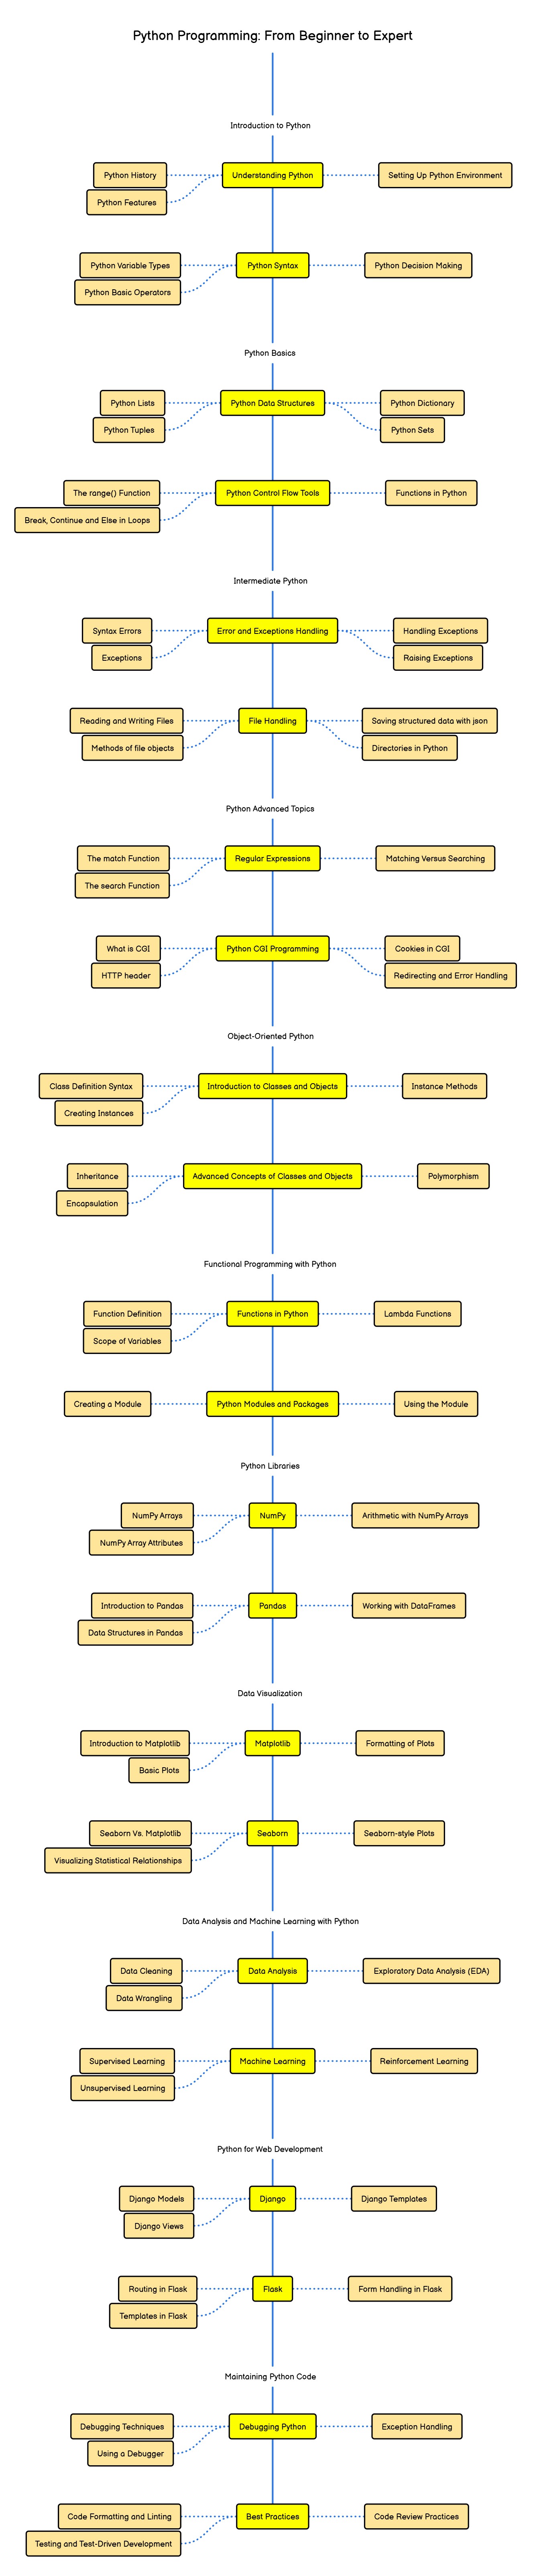 Python Programming: From Beginner to Expert
Introduction to Python
Python History
Understanding Python
Setting Up Python Environment
Python Features
Python Variable Types
Python Syntax
Python Decision Making
Python Basic Operators
Python Basics
Python Lists
Python Data Structures
Python Dictionary
Python Tuples
Python Sets
The range() Function
Python Control Flow Tools
Functions in Python
Break, Continue and Else in Loops
Intermediate Python
Syntax Errors
Error and Exceptions Handling
Handling Exceptions
Exceptions
Raising Exceptions
Reading and Writing Files
File Handling
Saving structured data with json
Methods of file objects
Directories in Python
Python Advanced Topics
The match Function
Regular Expressions
Matching Versus Searching
The search Function
What is CGI
Python CGI Programming
Cookies in CGI
HTTP header
Redirecting and Error Handling
Object-Oriented Python
Class Definition Syntax
Introduction to Classes and Objects
Instance Methods
Creating Instances
Inheritance
Advanced Concepts of Classes and Objects
Polymorphism
Encapsulation
Functional Programming with Python
Function Definition
Functions in Python
Lambda Functions
Scope of Variables
Creating a Module
Python Modules and Packages
Using the Module
Python Libraries
NumPy Arrays
NumPy
Arithmetic with NumPy Arrays
NumPy Array Attributes
Introduction to Pandas
Pandas
Working with DataFrames
Data Structures in Pandas
Data Visualization
Introduction to Matplotlib
Matplotlib
Formatting of Plots
Basic Plots
Seaborn Vs. Matplotlib
Seaborn
Seaborn-style Plots
Visualizing Statistical Relationships
Data Analysis and Machine Learning with Python
Data Cleaning
Data Analysis
Exploratory Data Analysis (EDA)
Data Wrangling
Supervised Learning
Machine Learning
Reinforcement Learning
Unsupervised Learning
Python for Web Development
Django Models
Django
Django Templates
Django Views
Routing in Flask
Flask
Form Handling in Flask
Templates in Flask
Maintaining Python Code
Debugging Techniques
Debugging Python
Exception Handling
Using a Debugger
Code Formatting and Linting
Best Practices
Code Review Practices
Testing and Test-Driven Development